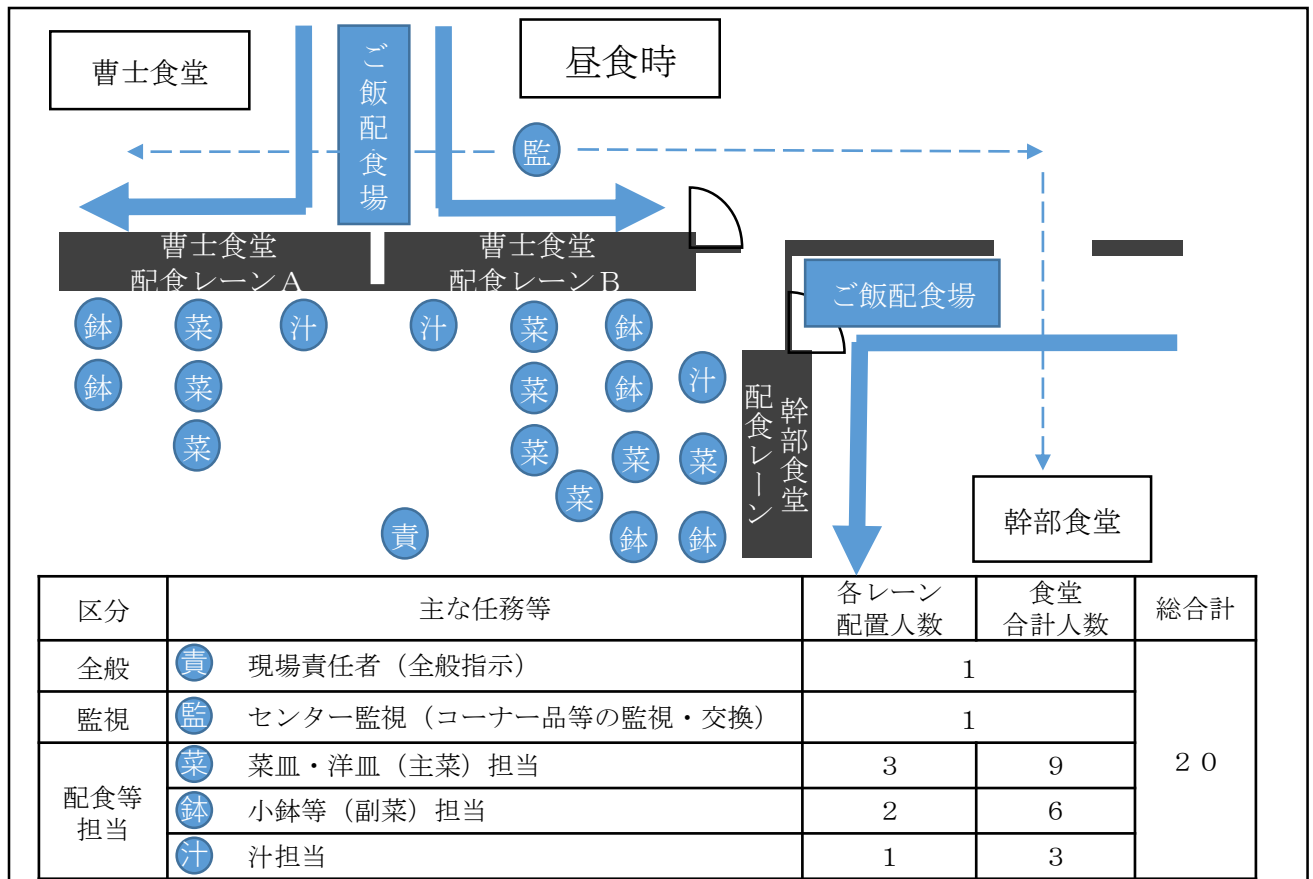 曹士食堂
ご飯配食場
昼食時
監
曹士食堂
配食レーンA
曹士食堂
配食レーンB
ご飯配食場
鉢
菜
汁
汁
菜
鉢
鉢
菜
菜
鉢
汁
菜
菜
菜
菜
菜
責
鉢
鉢
幹部食堂
配食レーン
幹部食堂
区分
主な任務等
各レーン
配置人数
食堂
合計人数
総合計
全般
責
現場責任者（全般指示）
1
監視
監
センター監視（コーナー品等の監視・交換）
1
配食等
担当
菜
菜皿・洋皿（主菜）担当
3
9
２０
鉢
小鉢等（副菜）担当
2
6
汁
汁担当
1
3